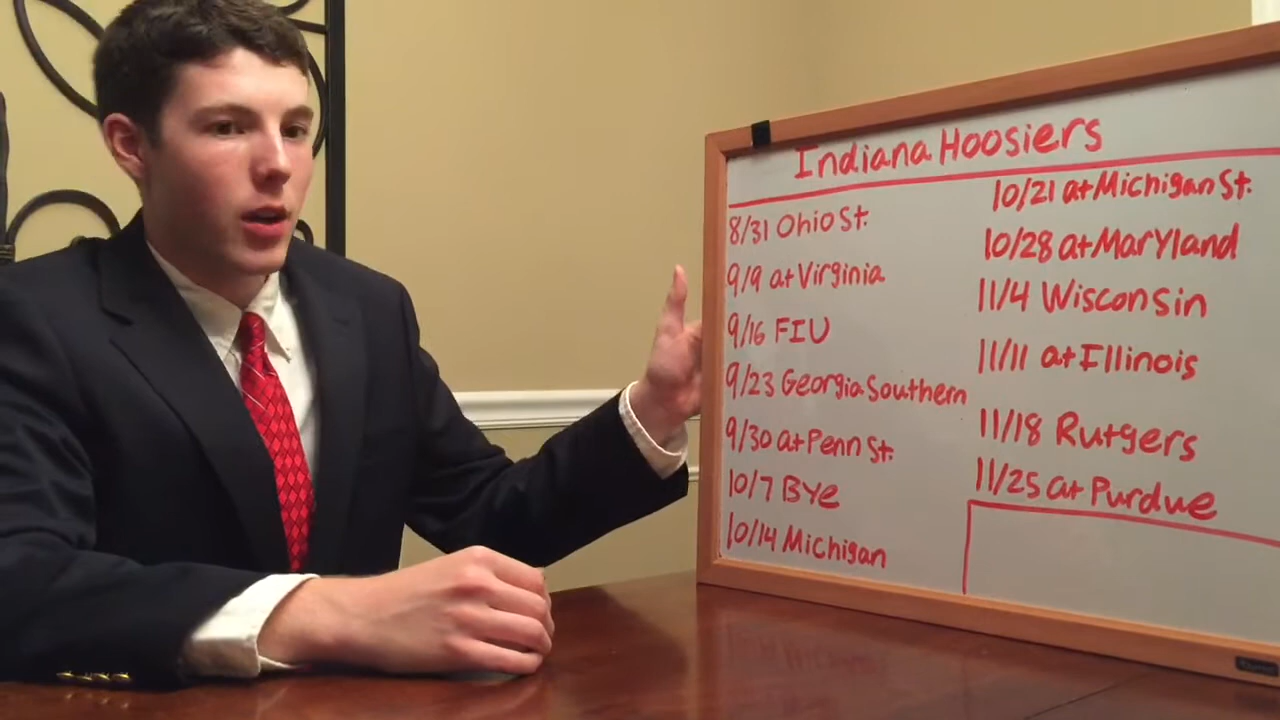 Indiana Hoosiers
8/31 Ohio St.
9/9 at Virginia
9/16 FIU
9/23 Georgia Southern
9/30 at Penn St.
10/7 Bye
10/14 Michigan
10/21 at Michigan St.
10/28 at Maryland
11/4 Wisconsin
11/11 at Illinois
11/18 Rutgers
11/25 at Purdue